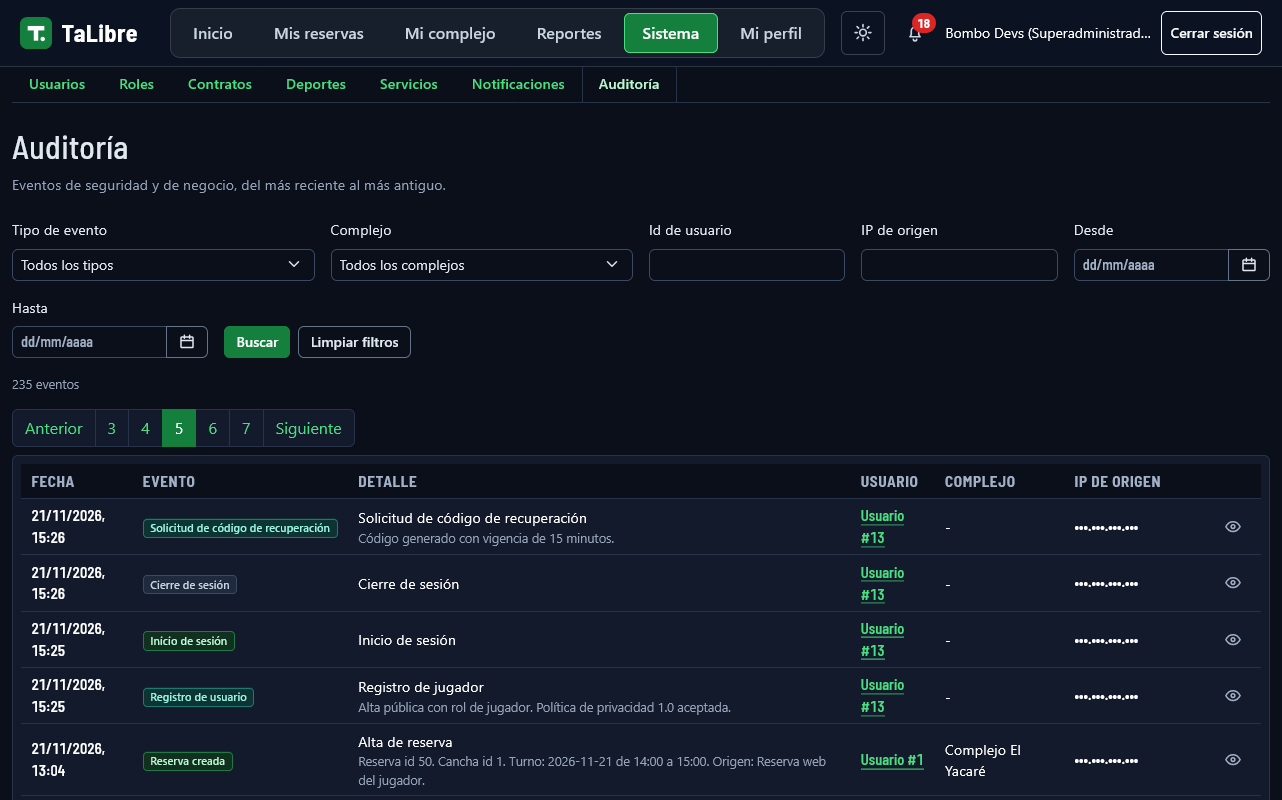 TaLibre
Inicio
Mis reservas
Mi complejo
Reportes
Sistema
Mi perfil
18
Bombo Devs (Superadministrad...
Cerrar sesión
Usuarios
Roles
Contratos
Deportes
Servicios
Notificaciones
Auditoría
Auditoría
Eventos de seguridad y de negocio, del más reciente al más antiguo.
Tipo de evento
Complejo
Id de usuario
IP de origen
Desde
Todos los tipos
Todos los complejos
dd/mm/aaaa
Hasta
dd/mm/aaaa
Buscar
Limpiar filtros
235 eventos
Anterior
3
4
5
6
7
Siguiente
FECHA
EVENTO
DETALLE
USUARIO
COMPLEJO
IP DE ORIGEN
21/11/2026,
15:26
Solicitud de código de recuperación
Solicitud de código de recuperación
Código generado con vigencia de 15 minutos.
Usuario
#13
-
•••.•••.•••.•••
21/11/2026,
15:26
Cierre de sesión
Cierre de sesión
Usuario
#13
-
•••.•••.•••.•••
21/11/2026,
15:25
Inicio de sesión
Inicio de sesión
Usuario
#13
-
•••.•••.•••.•••
21/11/2026,
15:25
Registro de usuario
Registro de jugador
Alta pública con rol de jugador. Política de privacidad 1.0 aceptada.
Usuario
#13
-
•••.•••.•••.•••
21/11/2026,
13:04
Reserva creada
Alta de reserva
Reserva id 50. Cancha id 1. Turno: 2026-11-21 de 14:00 a 15:00. Origen: Reserva web
del jugador.
Usuario #1
Complejo El
Yacaré
•••.•••.•••.•••